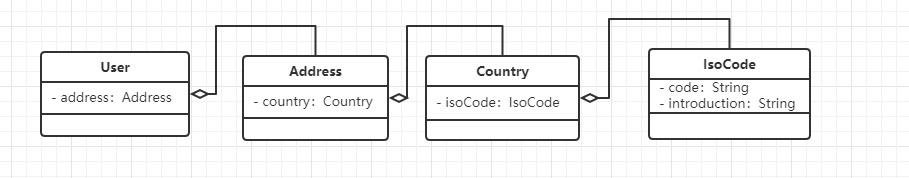 User
- address: Address
Address
- country: Country
Country
- isoCode: IsoCode
IsoCode
- code: String
- introduction: String